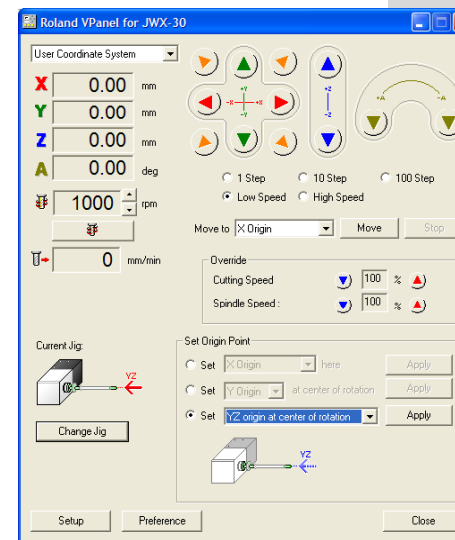 Roland VPanel for JWX-30
User Coordinate System
X 0.00 mm
Y 0.00 mm
Z 0.00 mm
A 0.00 deg
1000 rpm
0 mm/min
+Y
-X +X
-Y
+Z
-Z
+A -A
1 Step 10 Step 100 Step
Low Speed High Speed
Move to X Origin Move Stop
Override
Cutting Speed 100 %
Spindle Speed : 100 %
Current Jig:
YZ
Change Jig
Set Origin Point
Set X Origin here Apply
Set Y Origin at center of rotation Apply
Set YZ origin at center of rotation Apply
YZ
Setup Preference Close